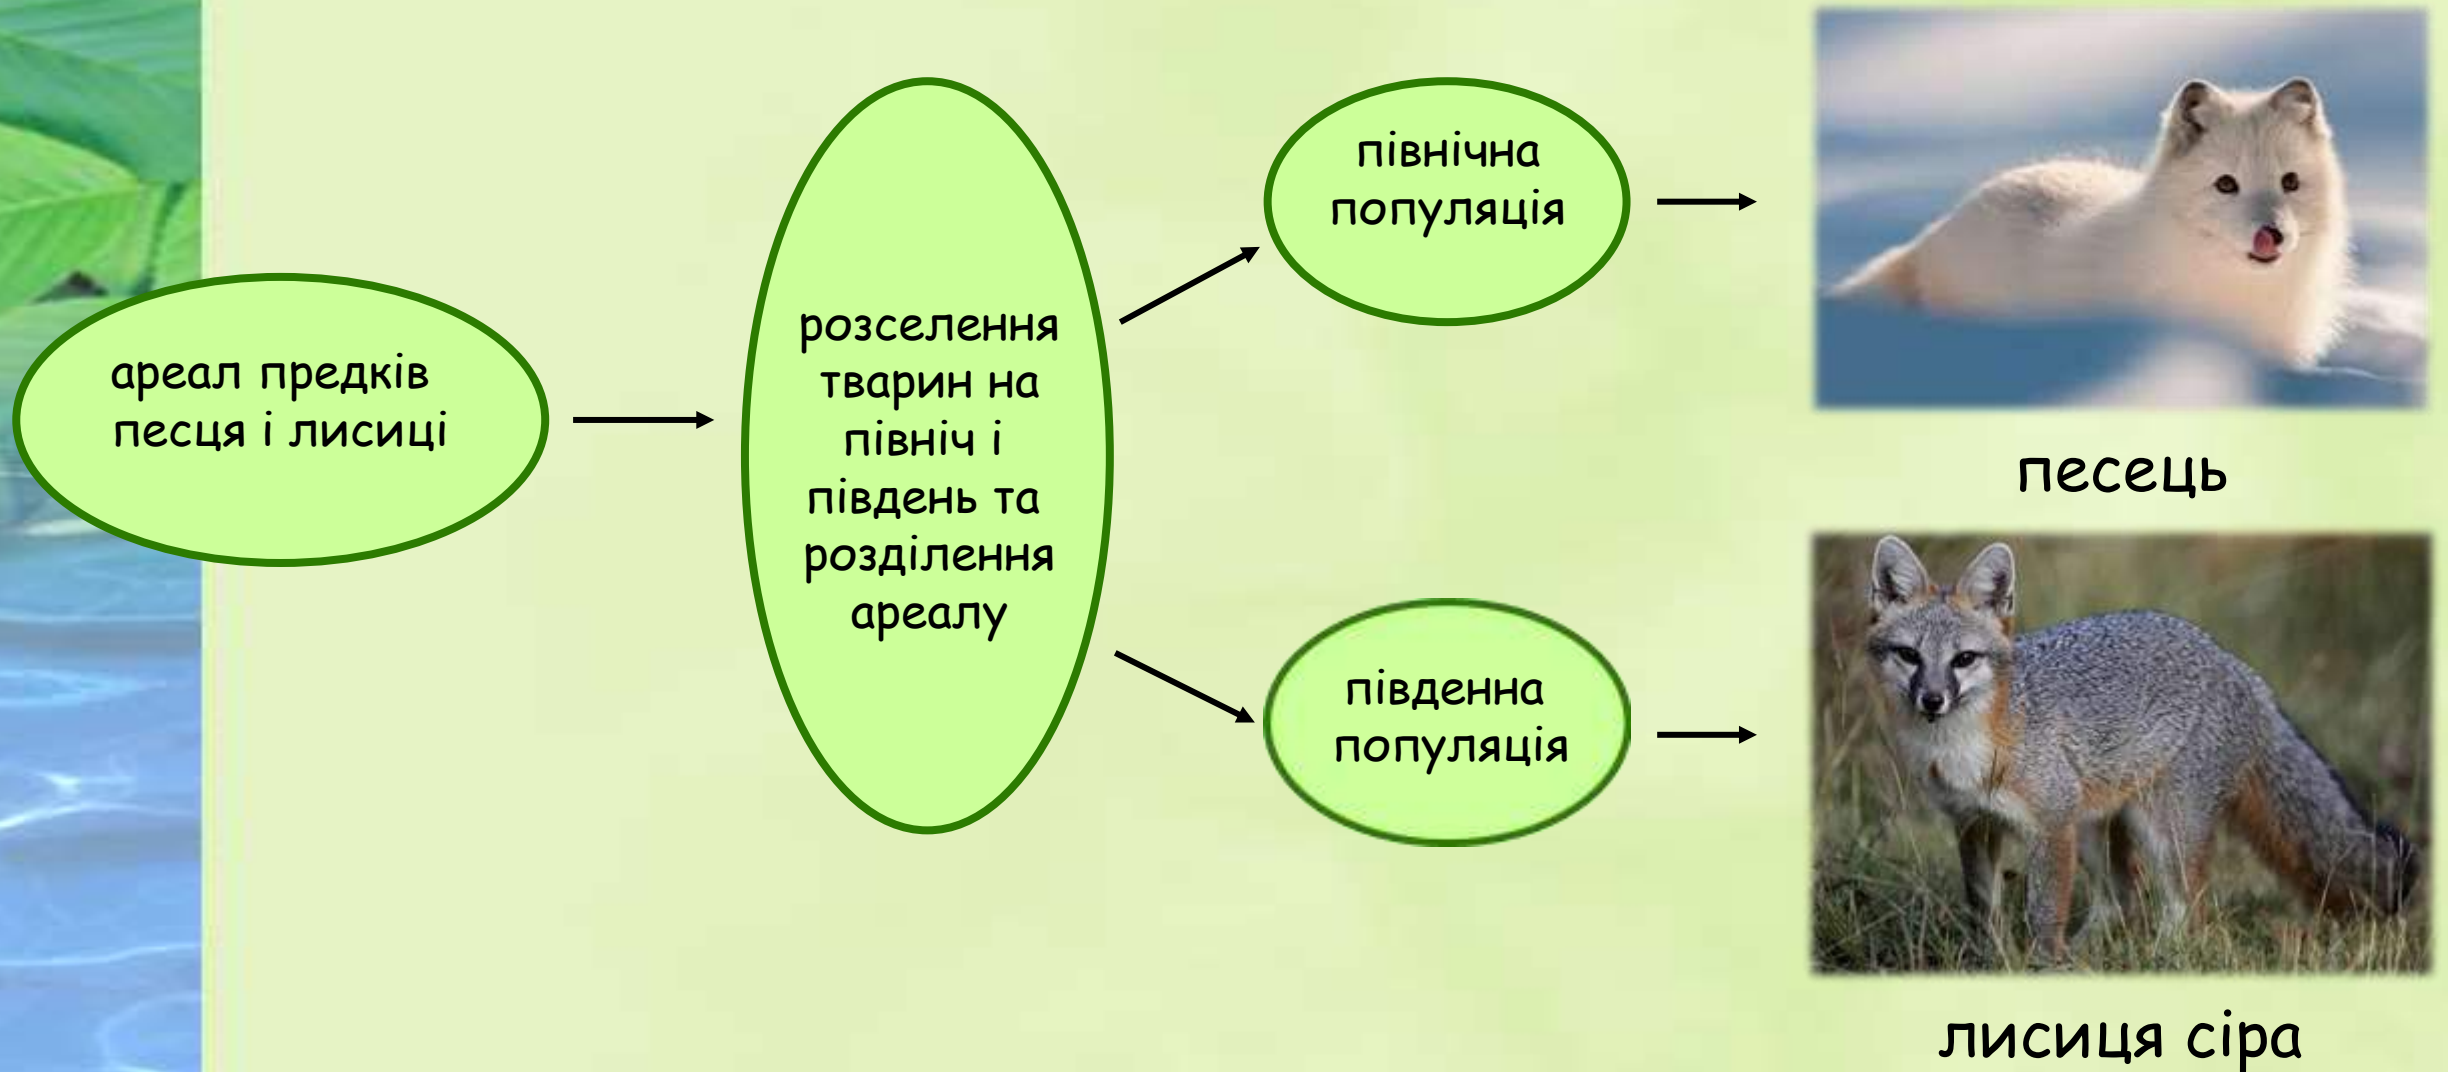 ареал предків
песця і лисиці
розселення
тварин на
північ і
південь та
розділення
ареалу
північна
популяція
песець
південна
популяція
лисиця сіра